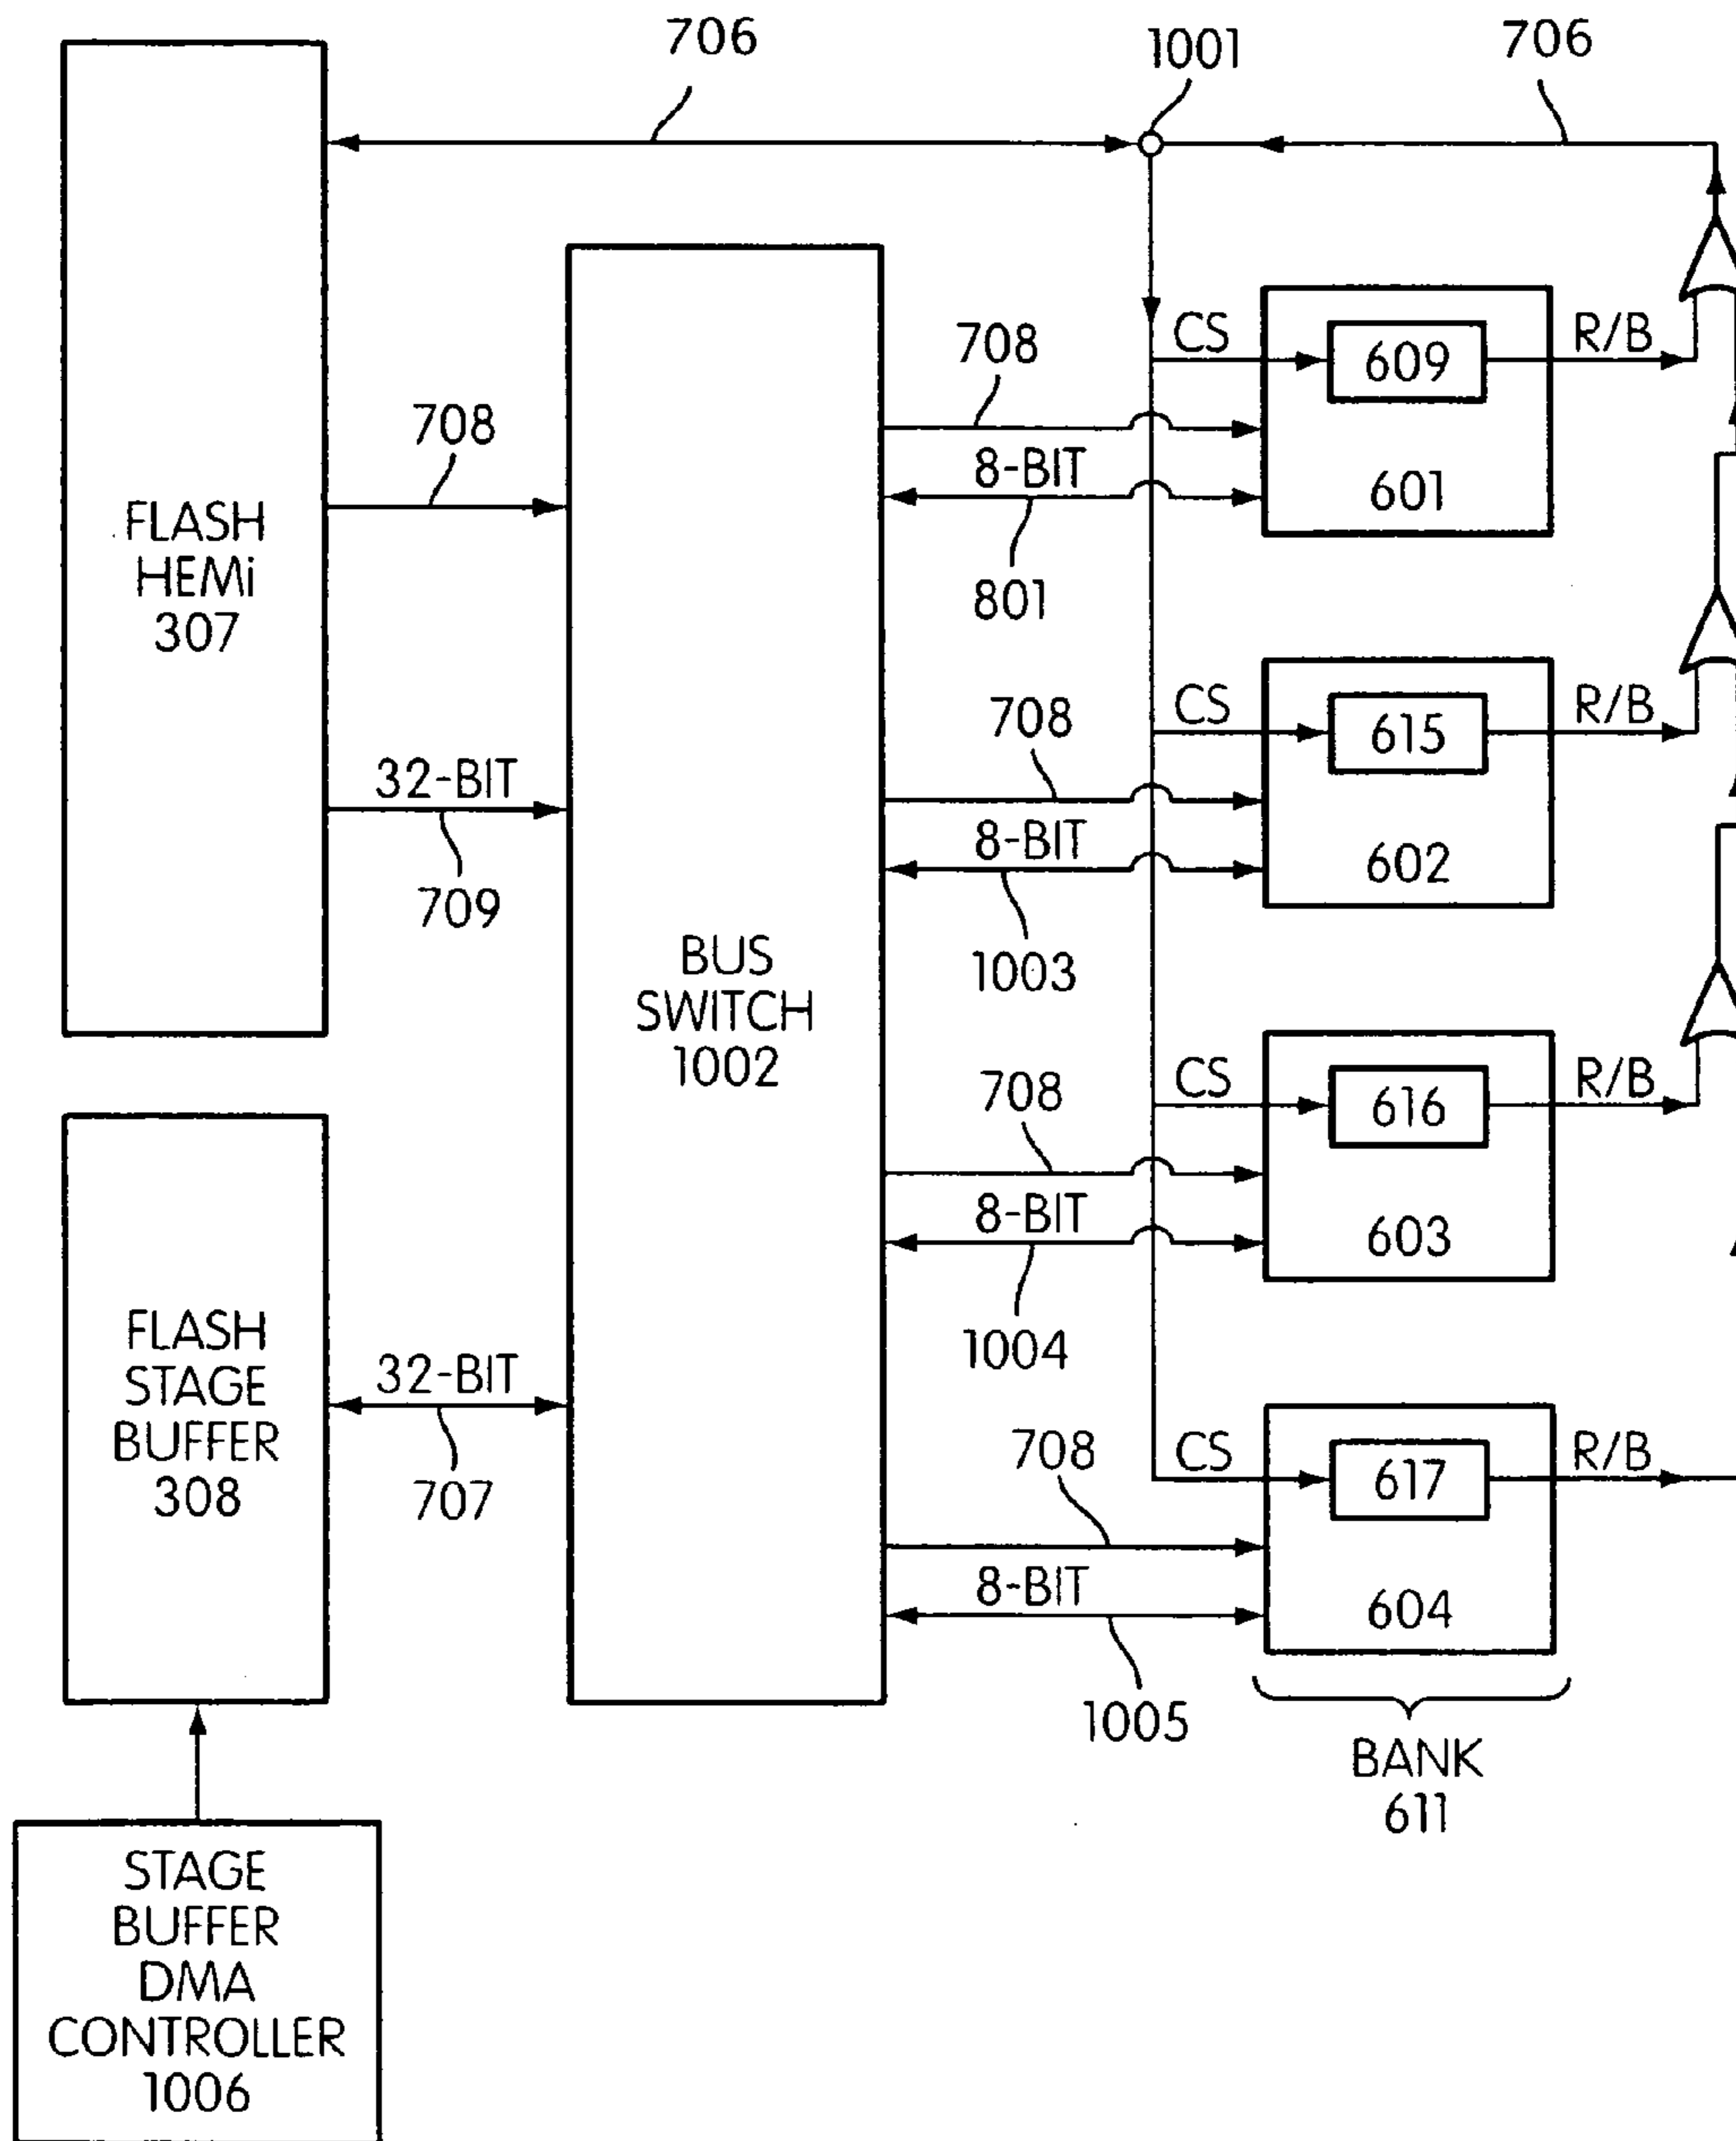 706
1001
706
FLASH
HEMi
307
708
32-BIT
709
BUS
SWITCH
1002
708
8-BIT
801
CS
609
601
R/B
708
8-BIT
1003
CS
615
602
R/B
708
8-BIT
1004
CS
616
603
R/B
FLASH
STAGE
BUFFER
308
32-BIT
707
708
8-BIT
1005
CS
617
604
R/B
BANK
611
STAGE
BUFFER
DMA
CONTROLLER
1006